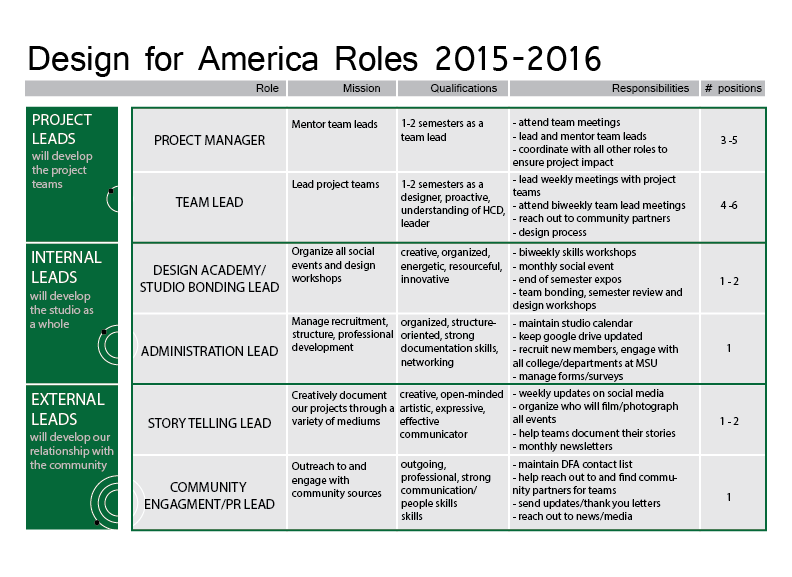 Design for America Roles 2015-2016
Role Mission Qualifications Responsibilities # positions
PROJECT
LEADS
will develop
the project
teams
PROECT MANAGER
Mentor team leads
1-2 semesters as a
team lead
- attend team meetings
- lead and mentor team leads
- coordinate with all other roles to
ensure project impact
3 -5
TEAM LEAD
Lead project teams
1-2 semesters as a
designer, proactive,
understanding of HCD,
leader
- lead weekly meetings with project
teams
- attend biweekly team lead meetings
- reach out to community partners
- design process
4 -6
INTERNAL
LEADS
will develop
the studio as
a whole
DESIGN ACADEMY/
STUDIO BONDING LEAD
Organize all social
events and design
workshops
creative, organized,
energetic, resourceful,
innovative
- biweekly skills workshops
- monthly social event
- end of semester expos
- team bonding, semester review and
design workshops
1 - 2
ADMINISTRATION LEAD
Manage recruitment,
structure, professional
development
organized, structure-
oriented, strong
documentation skills,
networking
- maintain studio calendar
- keep google drive updated
- recruit new members, engage with
all college/departments at MSU
- manage forms/surveys
1
EXTERNAL
LEADS
will develop our
relationship with
the community
STORY TELLING LEAD
Creatively document
our projects through a
variety of mediums
creative, open-minded
artistic, expressive,
effective
communicator
- weekly updates on social media
- organize who will film/photograph
all events
- help teams document their stories
- monthly newsletters
1 - 2
COMMUNITY
ENGAGMENT/PR LEAD
Outreach to and
engage with
community sources
outgoing,
professional, strong
communication/
people skills
skills
- maintain DFA contact list
- help reach out to and find commu-
nity partners for teams
- send updates/thank you letters
- reach out to news/media
1